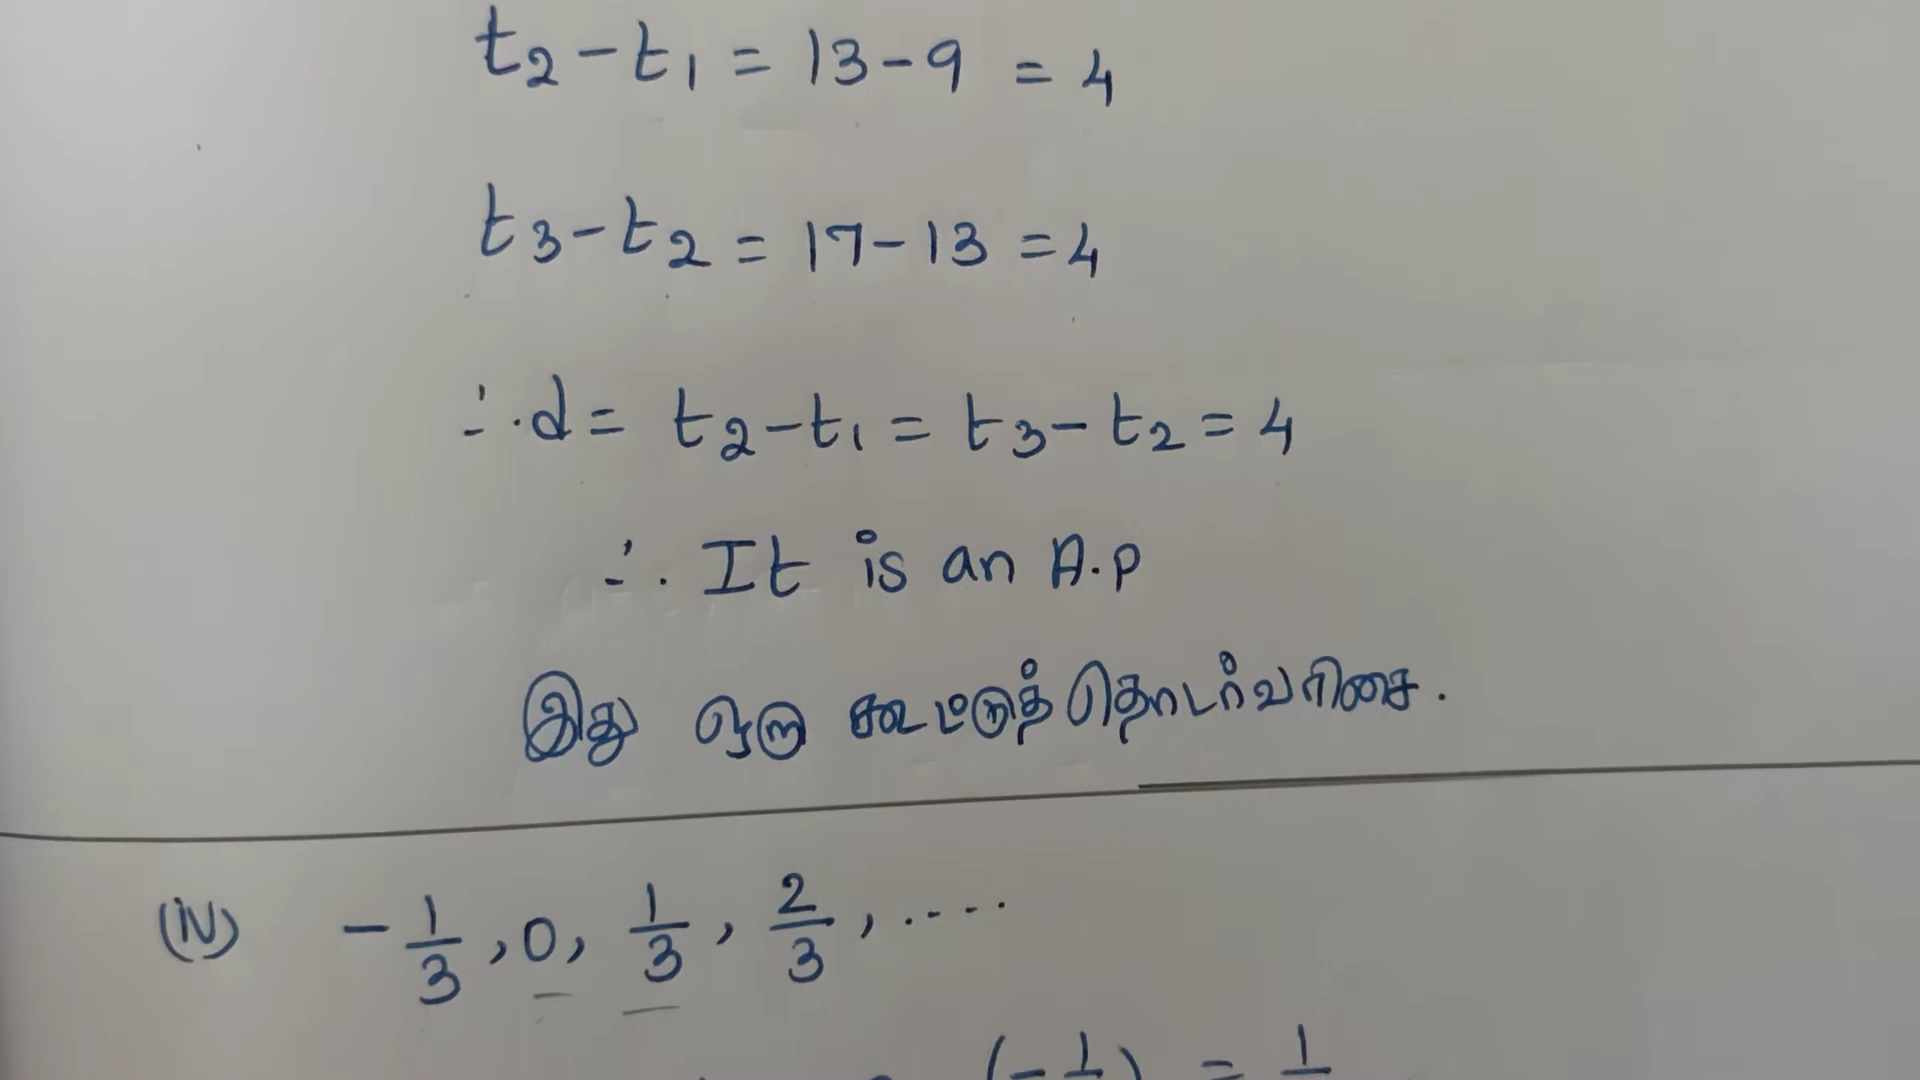 t₂ - t₁ = 13 - 9 = 4
t₃ - t₂ = 17 - 13 = 4
∴ d = t₂ - t₁ = t₃ - t₂ = 4
∴ It is an A.P
இது ஒரு கூட்டுத் தொடர்வரிசை.
(iv) -1/3, 0, 1/3, 2/3, ....